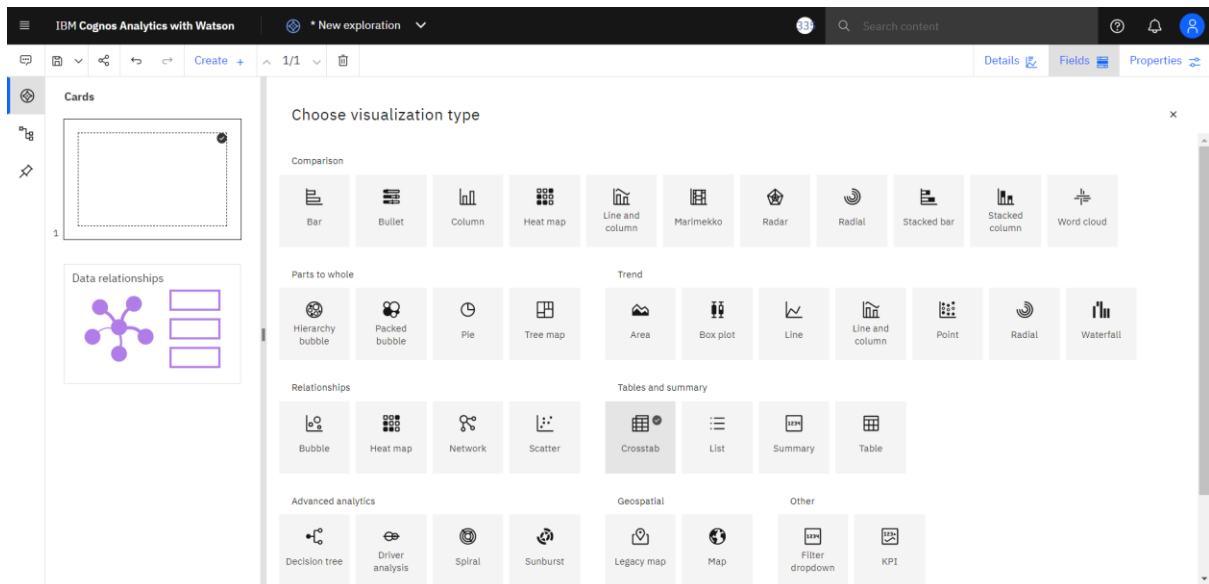 IBM Cognos Analytics with Watson
* New exploration
Search content
Create +
1/1
Details
Fields
Properties
Cards
1
Data relationships
Choose visualization type
Comparison
Bar
Bullet
Column
Heat map
Line and
column
Marimekko
Radar
Radial
Stacked bar
Stacked
column
Word cloud
Parts to whole
Hierarchy
bubble
Packed
bubble
Pie
Tree map
Trend
Area
Box plot
Line
Line and
column
Point
Radial
Waterfall
Relationships
Bubble
Heat map
Network
Scatter
Tables and summary
Crosstab
List
1234
Summary
Table
Advanced analytics
Decision tree
Driver
analysis
Spiral
Sunburst
Geospatial
Legacy map
Map
Other
1234
Filter
dropdown
KPI